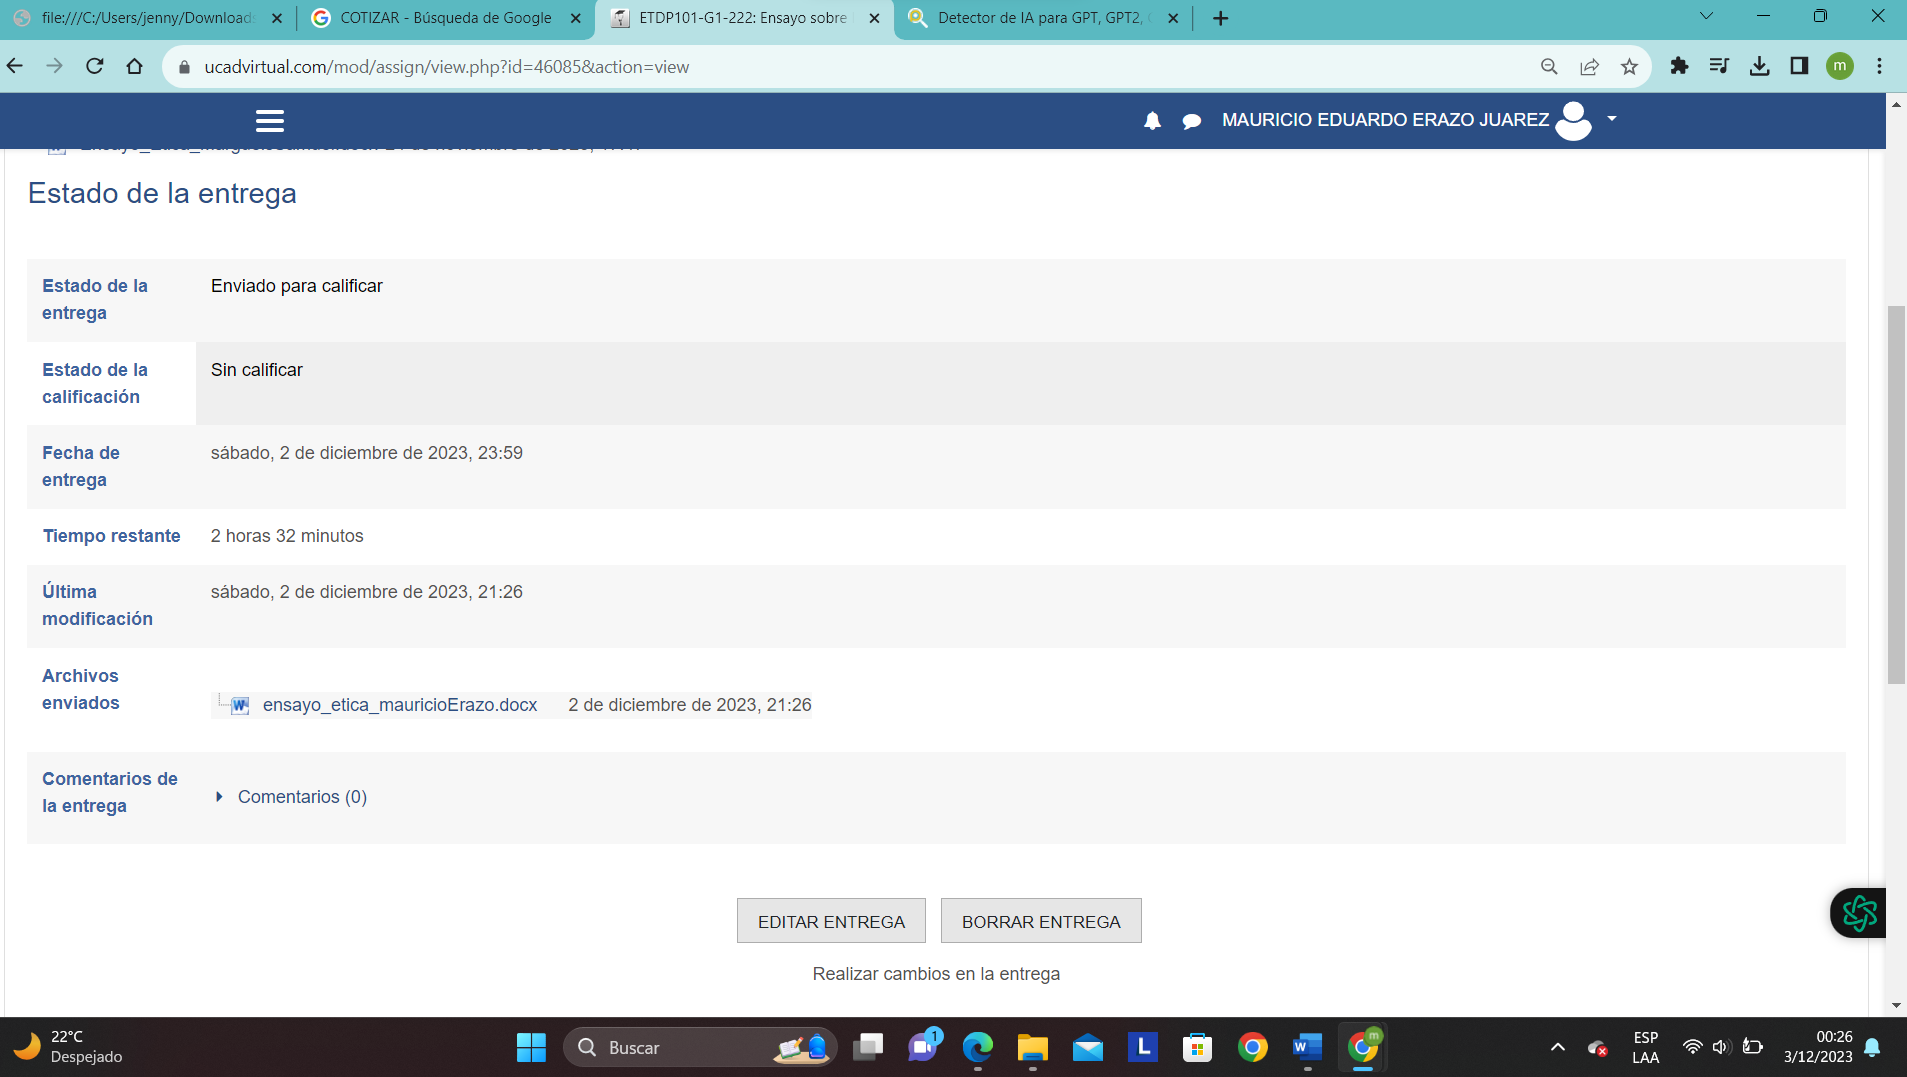 file:///C:/Users/jenny/Downloads
COTIZAR - Búsqueda de Google
ETDP101-G1-222: Ensayo sobre
Detector de IA para GPT, GPT2,
ucadvirtual.com/mod/assign/view.php?id=46085&action=view
m
MAURICIO EDUARDO ERAZO JUAREZ
Estado de la entrega
Estado de la entrega
Enviado para calificar
Estado de la calificación
Sin calificar
Fecha de entrega
sábado, 2 de diciembre de 2023, 23:59
Tiempo restante
2 horas 32 minutos
Última modificación
sábado, 2 de diciembre de 2023, 21:26
Archivos enviados
ensayo_etica_mauricioErazo.docx 2 de diciembre de 2023, 21:26
Comentarios de la entrega
Comentarios (0)
EDITAR ENTREGA
BORRAR ENTREGA
Realizar cambios en la entrega
22°C
Despejado
Buscar
1
L
W
m
ESP
LAA
00:26
3/12/2023